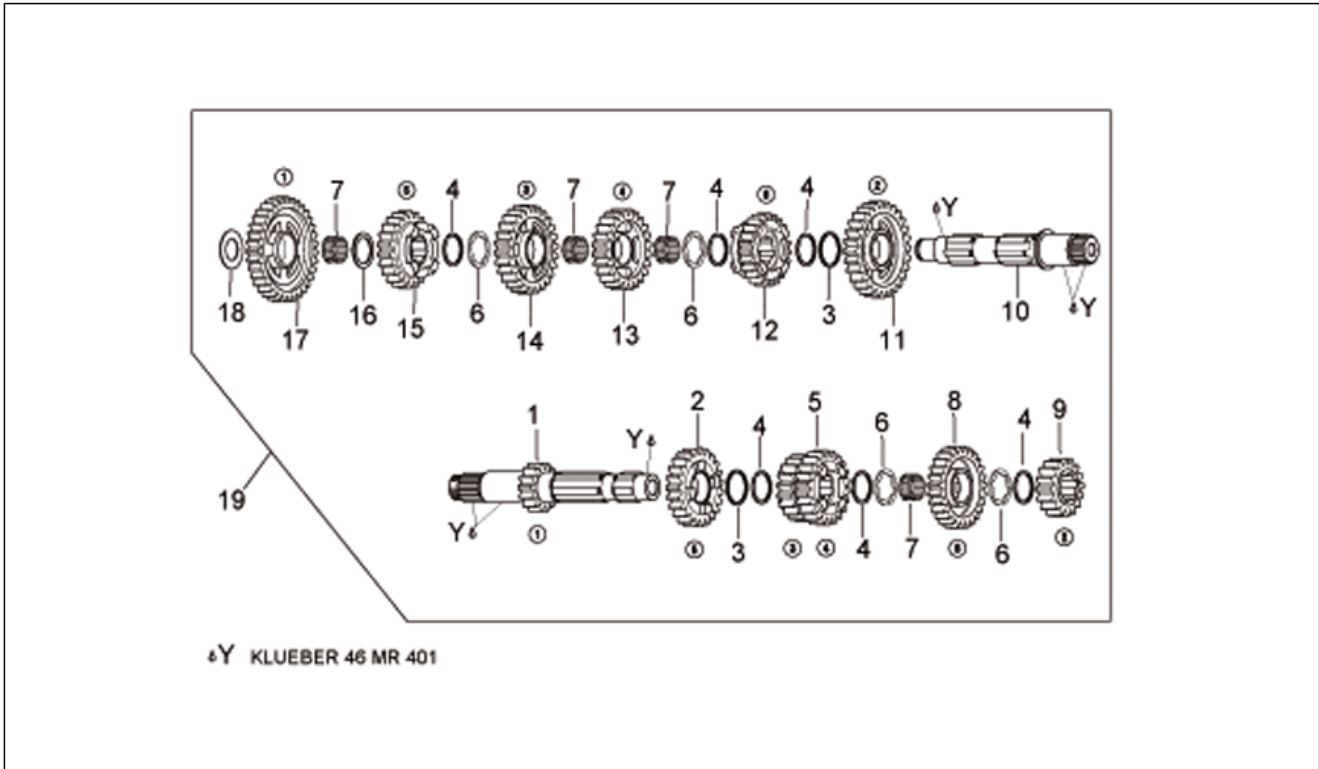 ① 7 ⑤ 4 ③ 7 ④ 7 4 ⑥ 4 ② Y
18 17 16 15 6 14 13 6 12 3 11 10 Y
1 Y 2 4 5 6 8 4 9
19 Y ① ⑤ 3 ③ ④ 4 7 ⑥ 6 ②
Y KLUEBER 46 MR 401